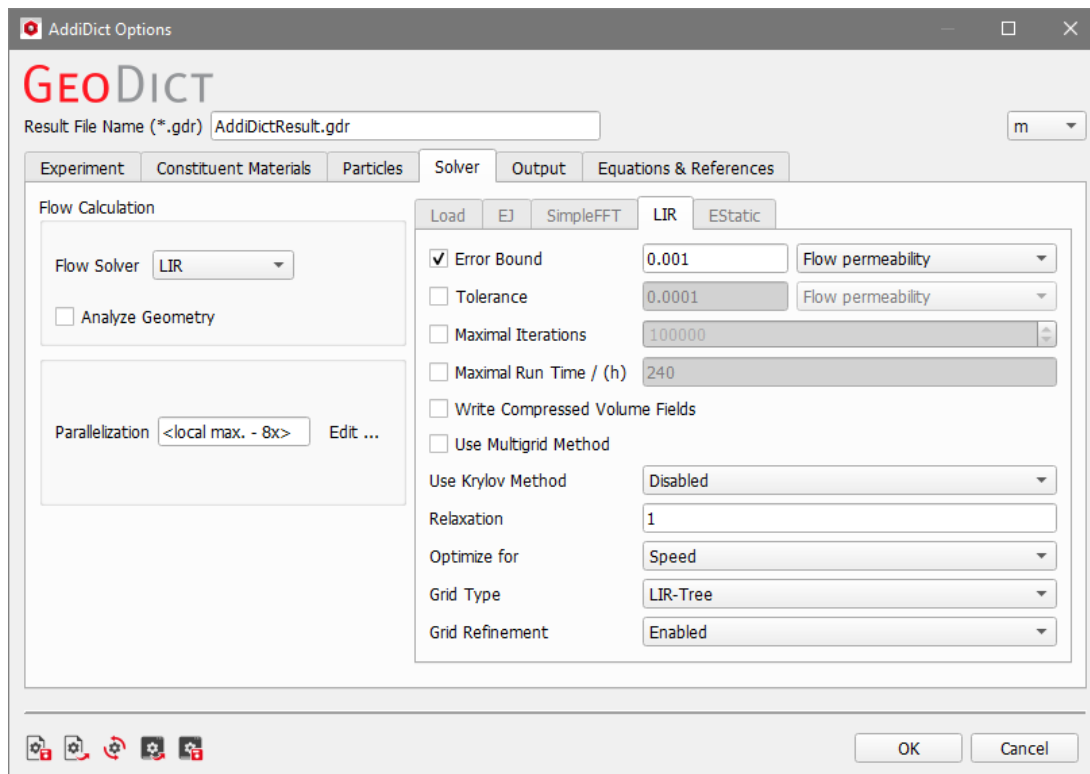 AddiDict Options
GEODICT
Result File Name (*.gdr) AddiDictResult.gdr m
Experiment Constituent Materials Particles Solver Output Equations & References
Flow Calculation
Flow Solver LIR
Analyze Geometry
Parallelization <local max. - 8x> Edit ...
Load EJ SimpleFFT LIR EStatic
Error Bound 0.001 Flow permeability
Tolerance 0.0001 Flow permeability
Maximal Iterations 100000
Maximal Run Time / (h) 240
Write Compressed Volume Fields
Use Multigrid Method
Use Krylov Method Disabled
Relaxation 1
Optimize for Speed
Grid Type LIR-Tree
Grid Refinement Enabled
OK Cancel